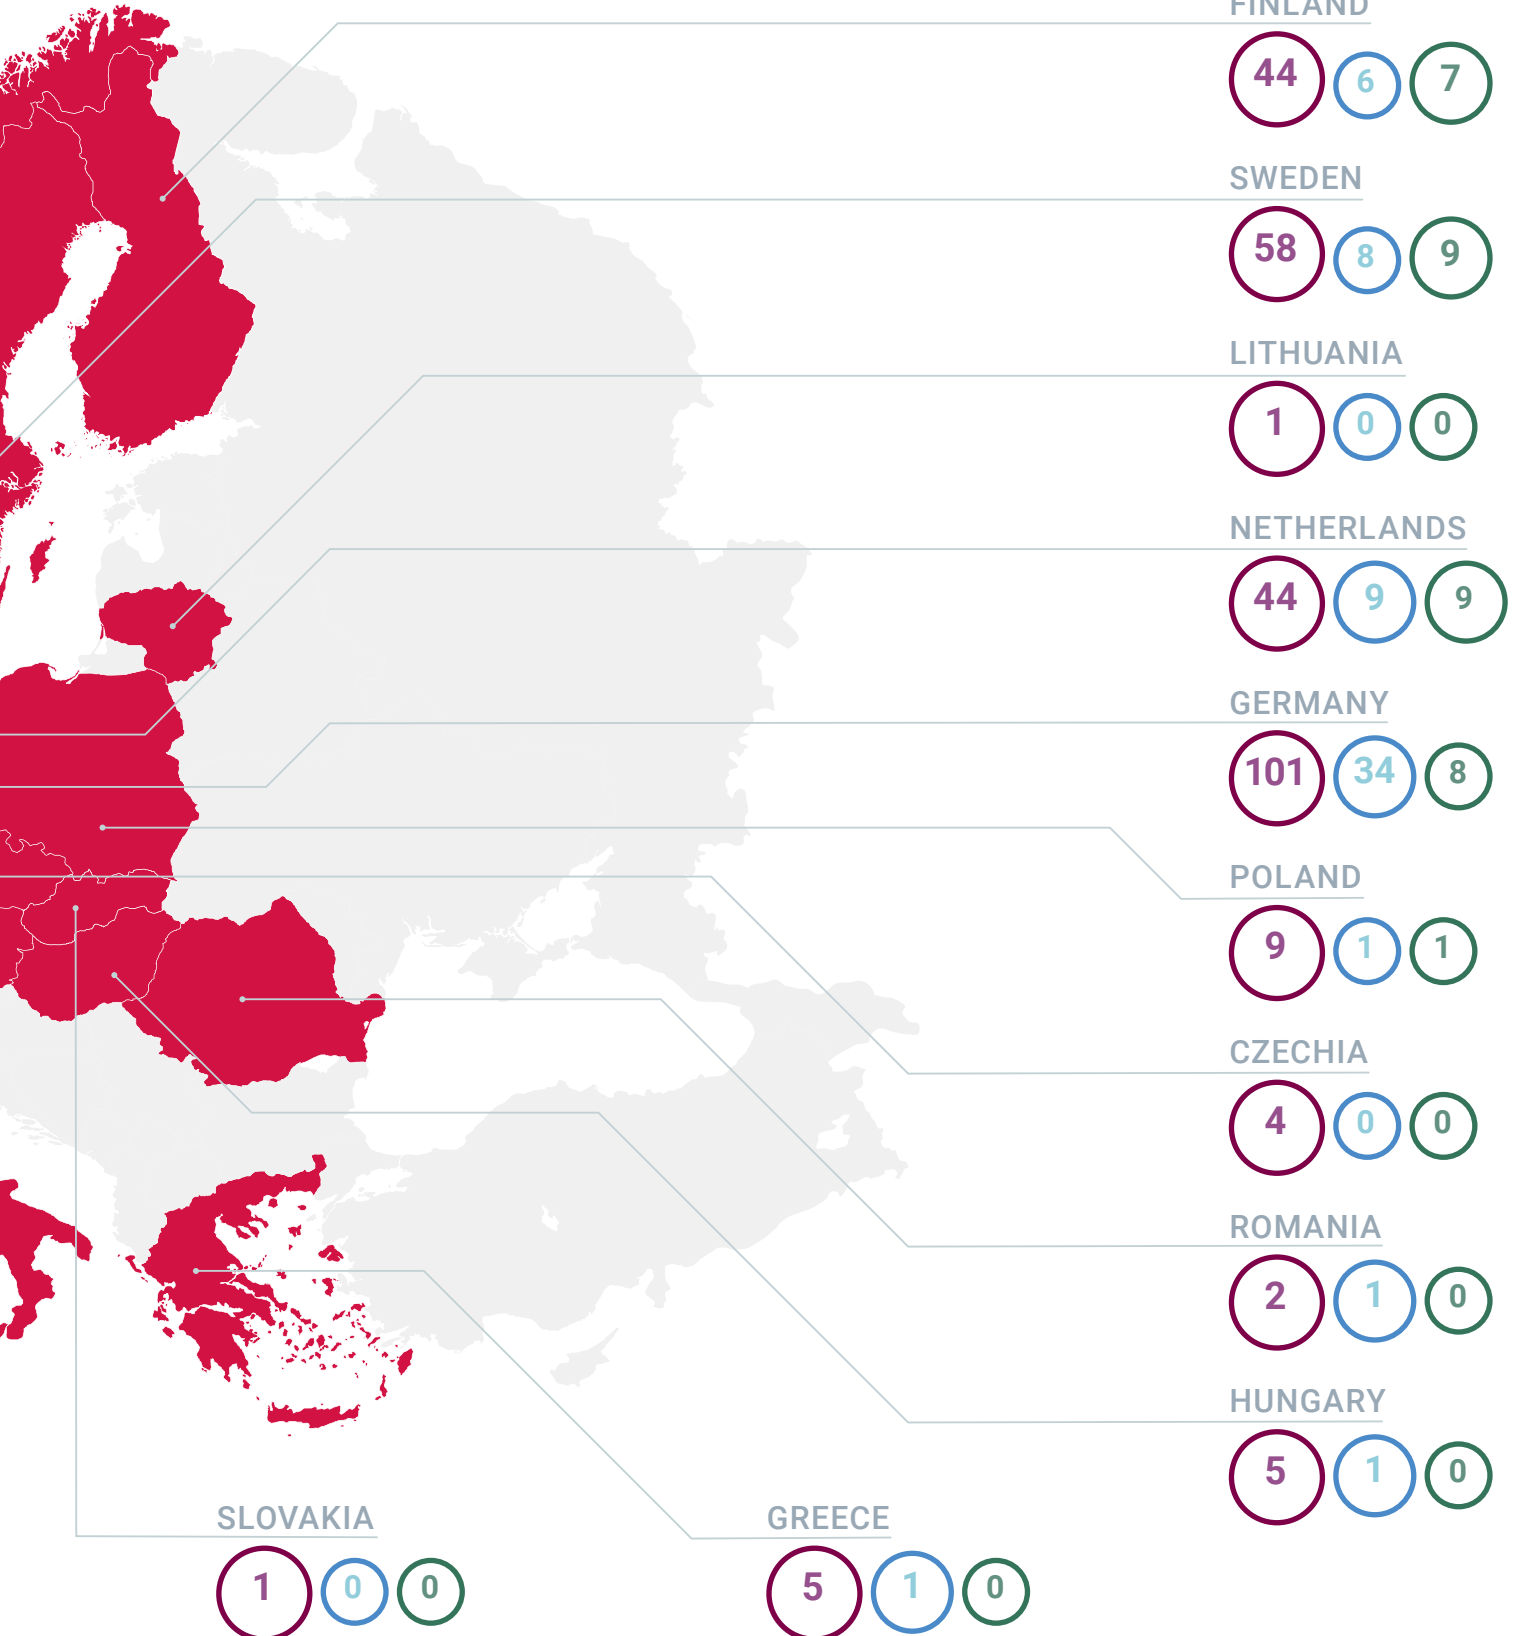 FINLAND
44 6 7
SWEDEN
58 8 9
LITHUANIA
1 0 0
NETHERLANDS
44 9 9
GERMANY
101 34 8
POLAND
9 1 1
CZECHIA
4 0 0
ROMANIA
2 1 0
HUNGARY
5 1 0
SLOVAKIA
1 0 0
GREECE
5 1 0